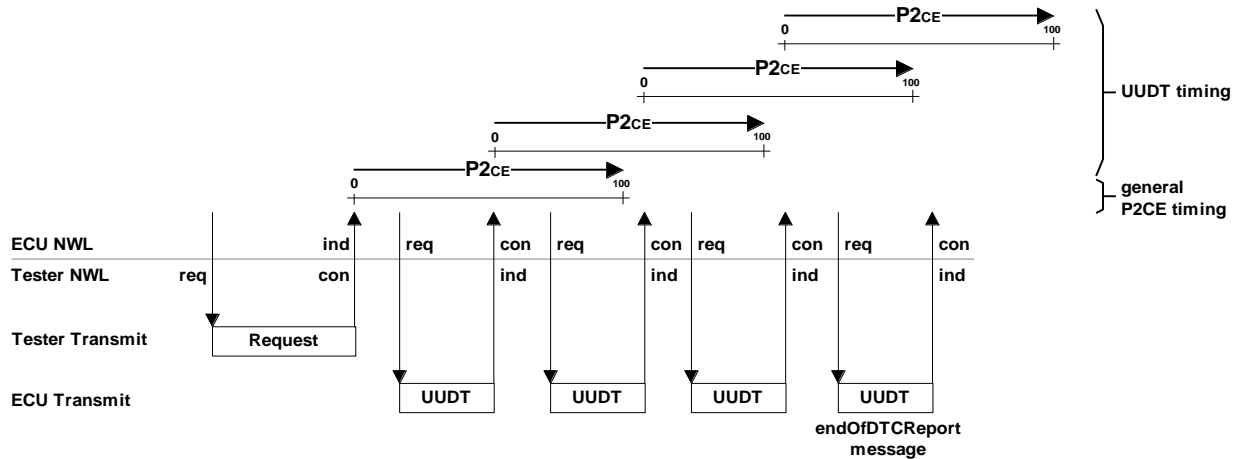 P2CE
0 100
P2CE
0 100
UUDT timing
P2CE
0 100
P2CE
0 100
general
P2CE timing
ECU NWL ind req con req con req con req con
Tester NWL req con ind ind ind ind
Tester Transmit Request
ECU Transmit UUDT UUDT UUDT UUDT
endOfDTCReport
message